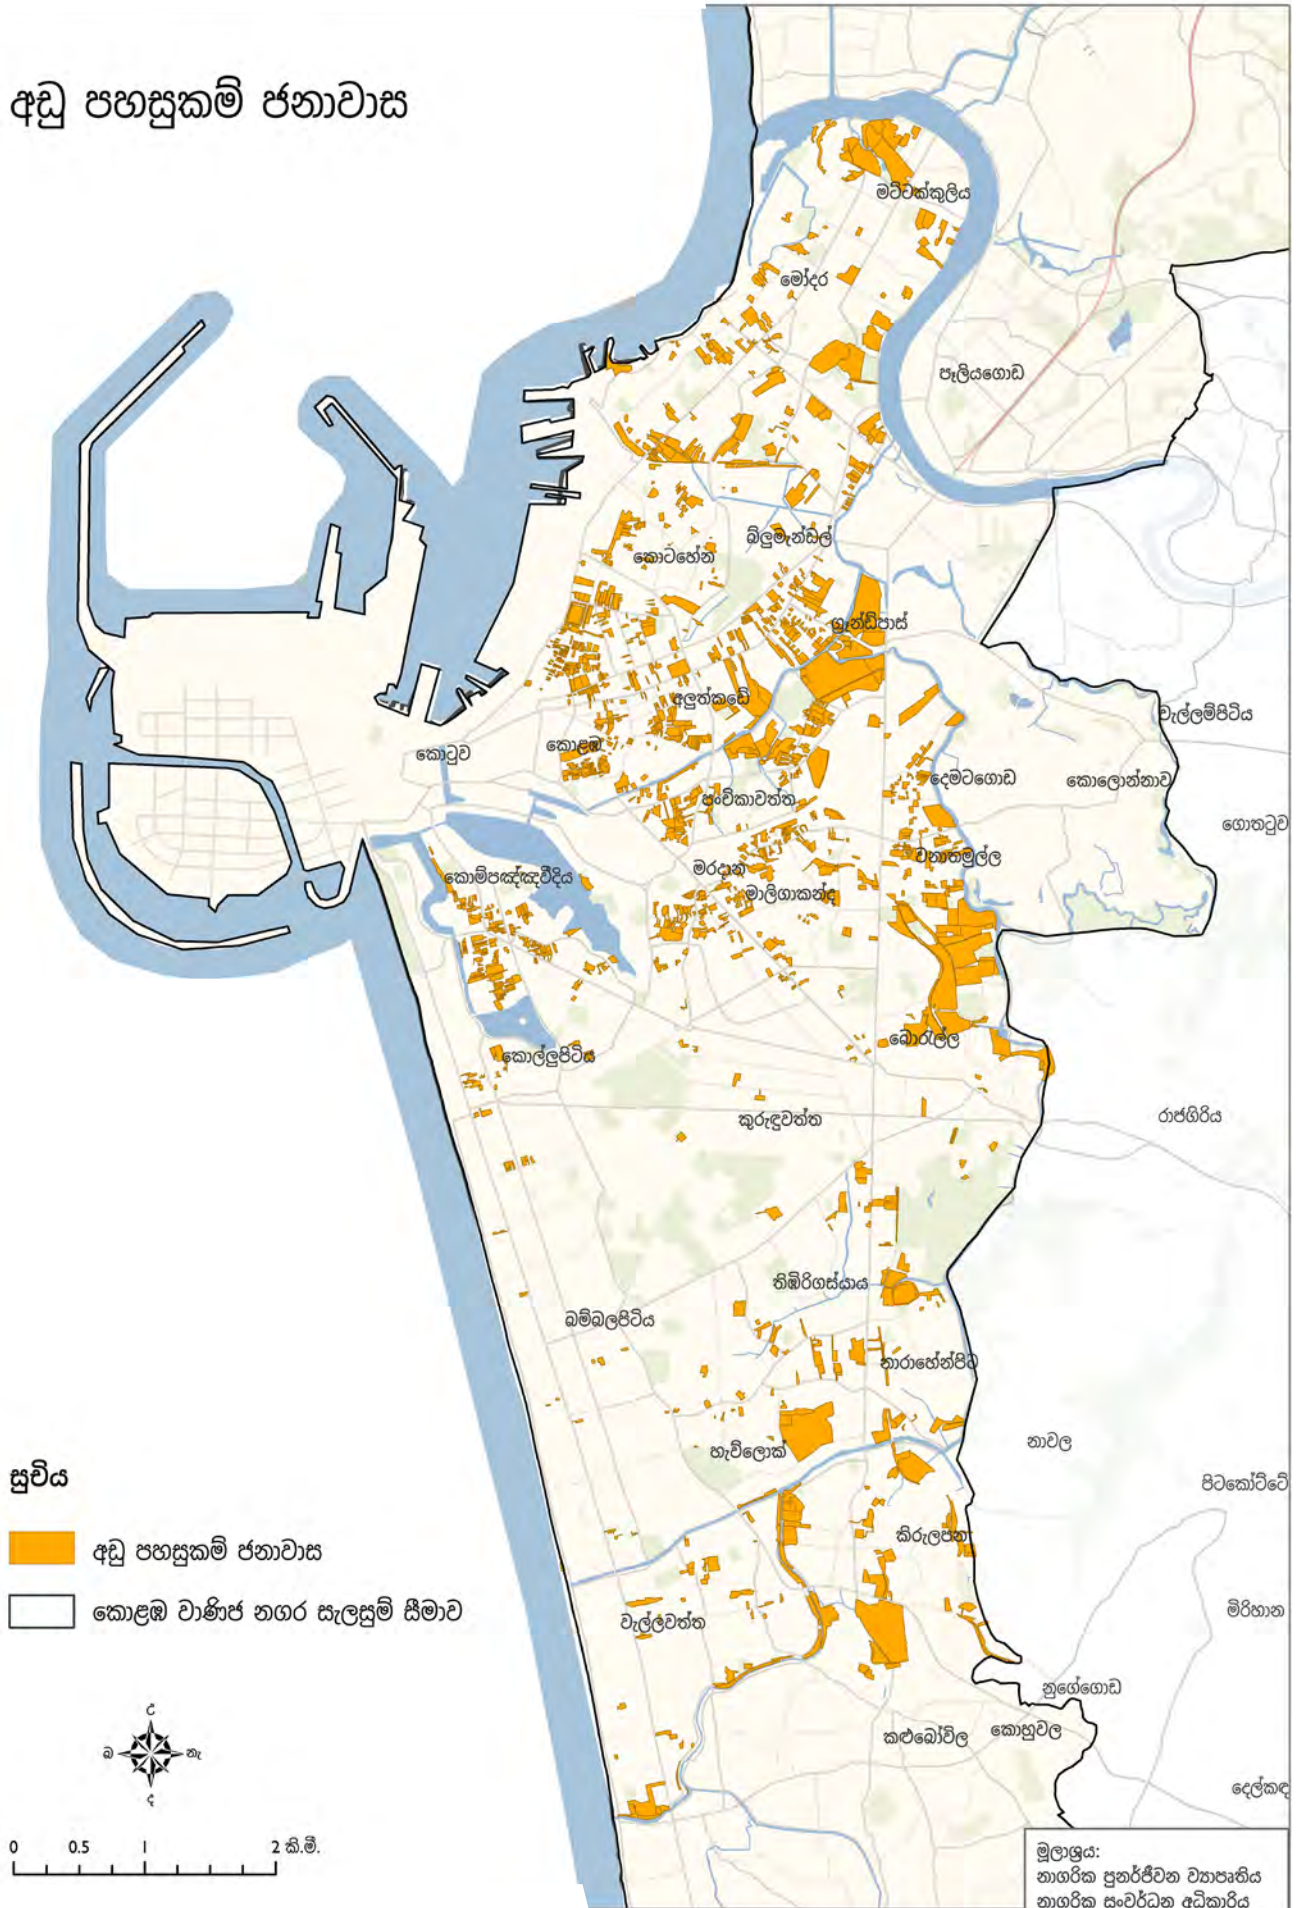 අඩු පහසුකම් ජනාවාස
මට්ටක්කුලිය
මෝදර
පෑලියගොඩ
බ්ලුමැන්ඩල්
කොටහේන
ග්‍රෑන්ඩ්පාස්
අලුත්කඩේ
වැල්ලම්පිටිය
කොළඹ
කොටුව
දෙමටගොඩ
කොලොන්නාව
පංචිකාවත්ත
ගොතටුව
වනාතමුල්ල
මරදාන
කොම්පඤ්ඤවීදිය
මාලිගාකන්ද
බොරැල්ල
කොල්ලුපිටිය
කුරුඳුවත්ත
රාජගිරිය
තිඹිරිගස්යාය
බම්බලපිටිය
නාරාහේන්පිට
නාවල
හැව්ලොක්
පිටකෝට්ටේ
කිරුලපන
සුචිය
අඩු පහසුකම් ජනාවාස
කොළඹ වාණිජ නගර සැලසුම් සීමාව
වැල්ලවත්ත
මිරිහාන
නුගේගොඩ
කළුබෝවිල
කොහුවල
දෙල්කඳ
උ
බ
නැ
ද
0 0.5 1 2 කි.මී.
මූලාශ්‍රය:
නාගරික පුනර්ජීවන ව්‍යාපෘතිය
නාගරික සංවර්ධන අධිකාරිය